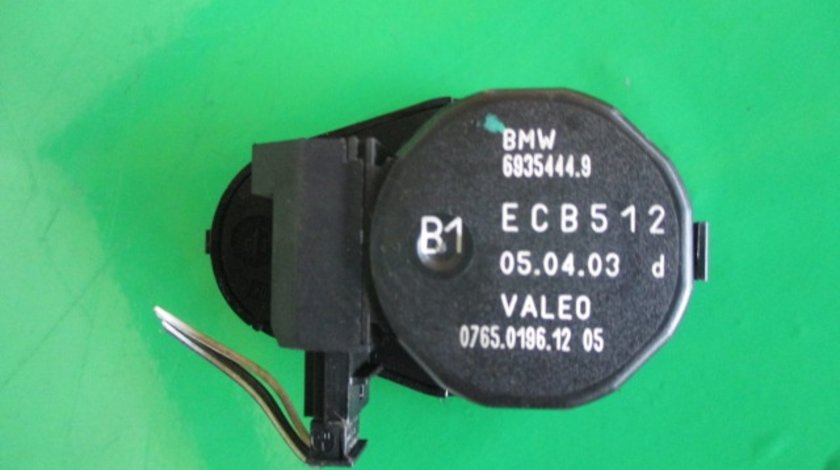 BMW
6935444.9
B1
ECB512
05.04.03 d
VALEO
0765.0196.12 05